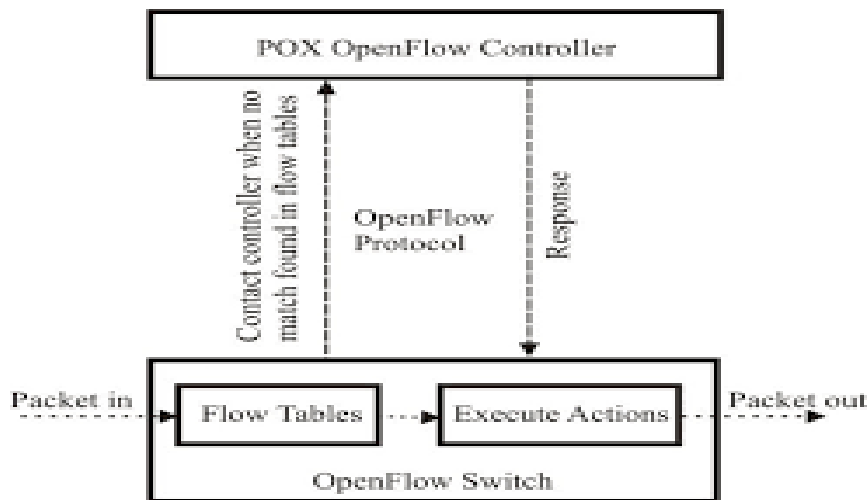 POX OpenFlow Controller
Contact controller when no
match found in flow tables
OpenFlow
Protocol
Response
Packet in
Flow Tables
Execute Actions
Packet out
OpenFlow Switch